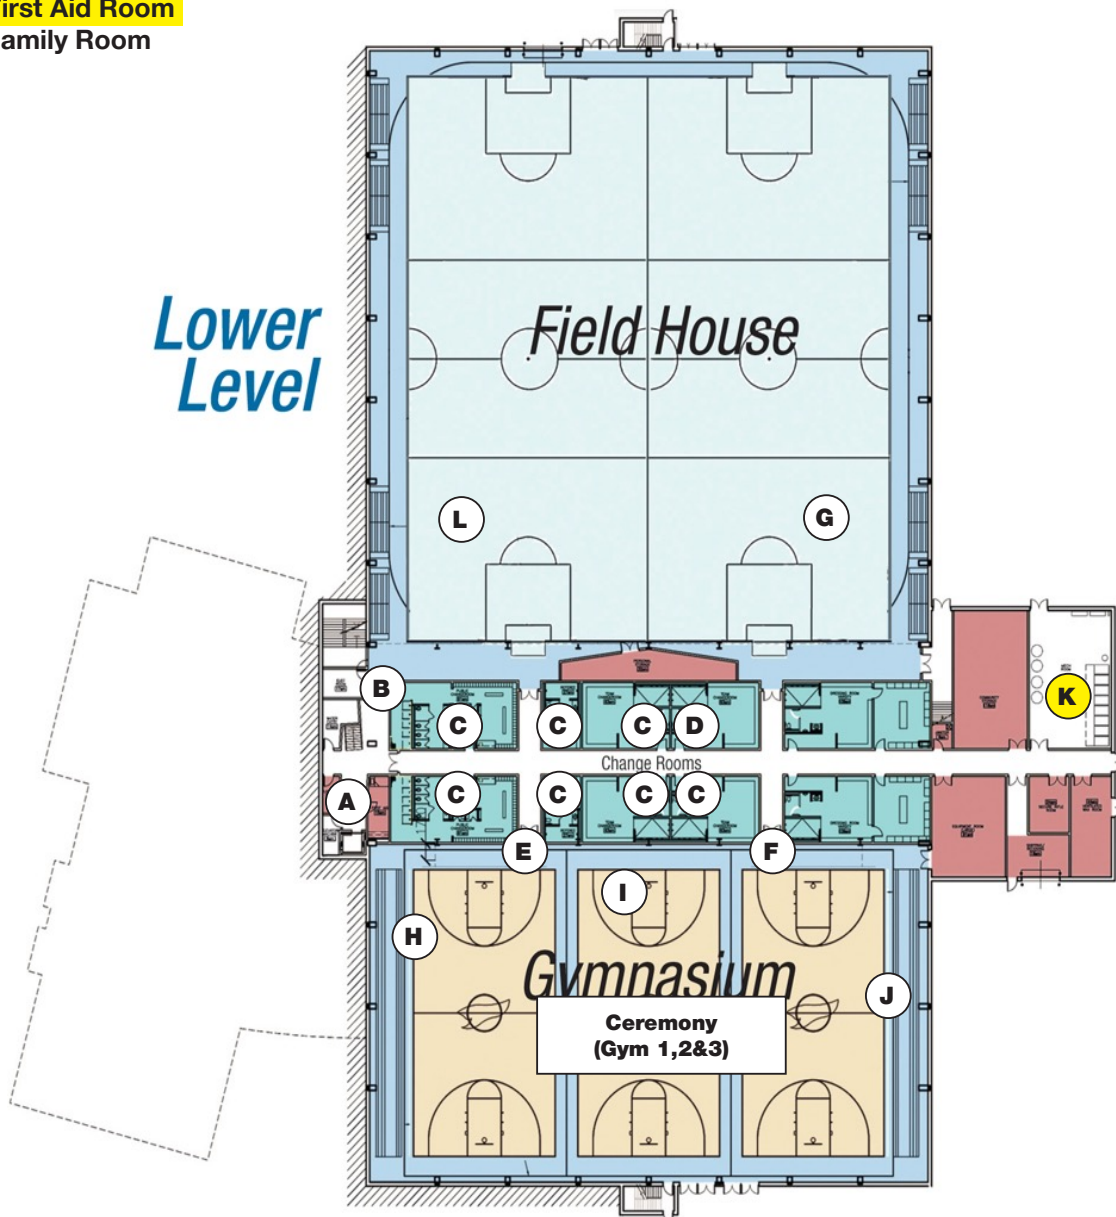 irst Aid Room
amily Room
Lower
Level
Field House
L
G
B
K
C
C
C
D
Change Rooms
A
C
C
C
C
E
F
I
H
Gymnasium
J
Ceremony
(Gym 1,2&3)